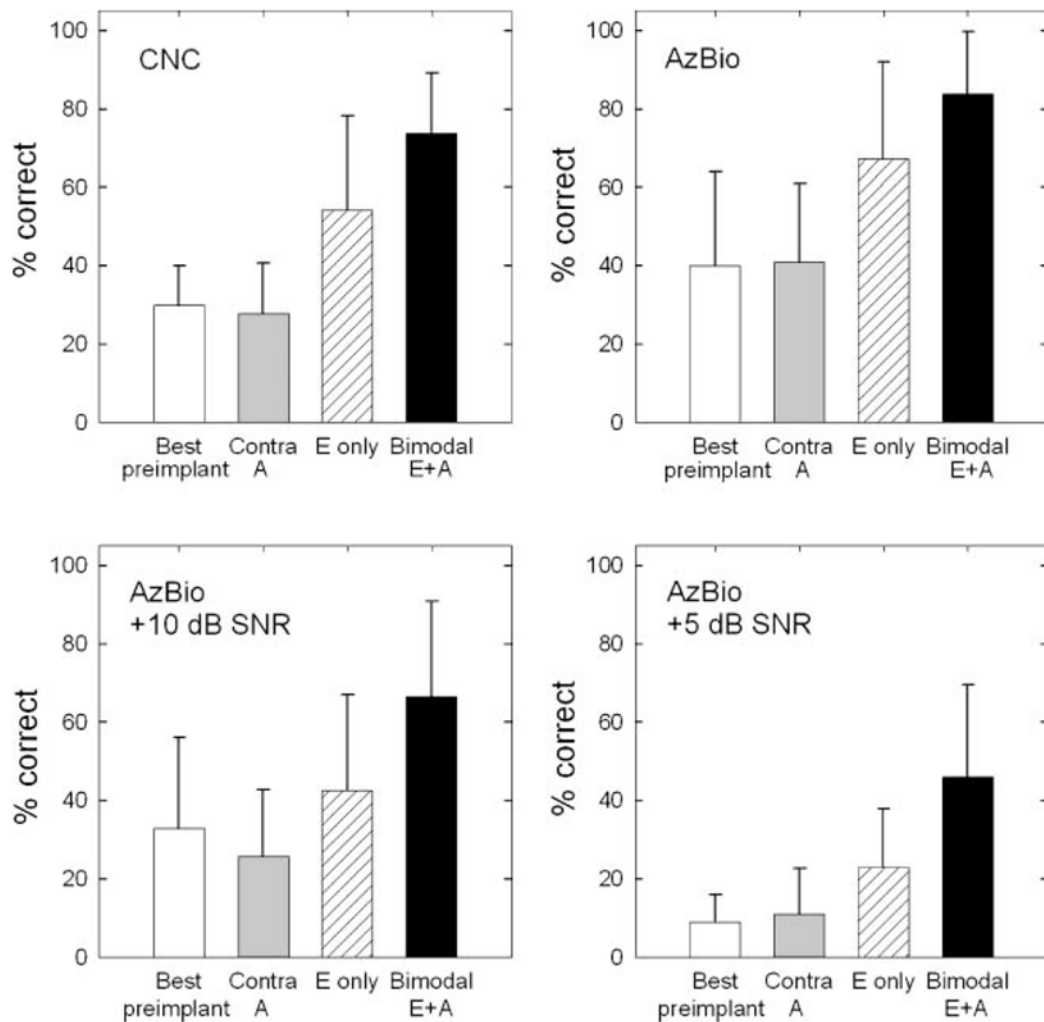 CNC
% correct
100
80
60
40
20
0
Best Contra E only Bimodal
preimplant A E+A
AzBio
% correct
100
80
60
40
20
0
Best Contra E only Bimodal
preimplant A E+A
AzBio
+10 dB SNR
% correct
100
80
60
40
20
0
Best Contra E only Bimodal
preimplant A E+A
AzBio
+5 dB SNR
% correct
100
80
60
40
20
0
Best Contra E only Bimodal
preimplant A E+A